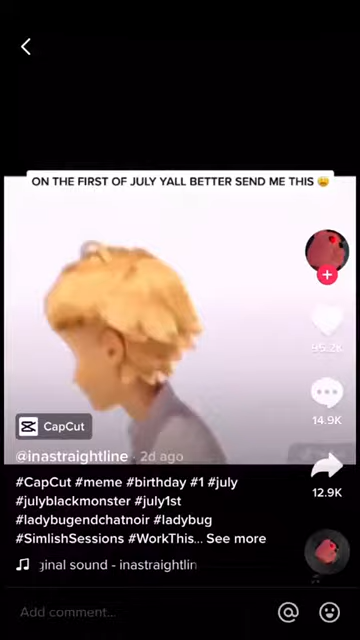 ON THE FIRST OF JULY YALL BETTER SEND ME THIS 😩
95.2K
14.9K
CapCut
@inastraightline · 2d ago
12.9K
#CapCut #meme #birthday #1 #july
#julyblackmonster #july1st
#ladybugendchatnoir #ladybug
#SimlishSessions #WorkThis... See more
ginal sound - inastraightlin
Add comment...